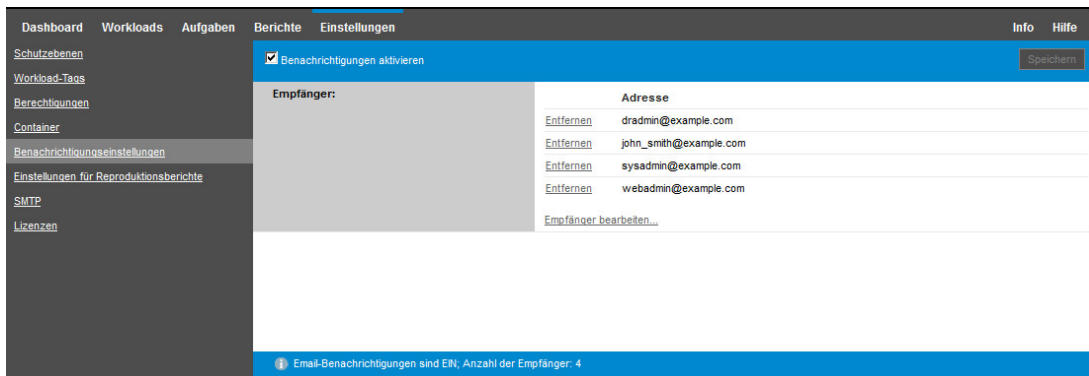 Dashboard Workloads Aufgaben Berichte Einstellungen Info Hilfe
Schutzebenen
Workload-Tags
Berechtigungen
Container
Benachrichtigungseinstellungen
Einstellungen für Reproduktionsberichte
SMTP
Lizenzen
Benachrichtigungen aktivieren Speichern
Empfänger:
Adresse
Entfernen dradmin@example.com
Entfernen john_smith@example.com
Entfernen sysadmin@example.com
Entfernen webadmin@example.com
Empfänger bearbeiten...
Email-Benachrichtigungen sind EIN; Anzahl der Empfänger: 4